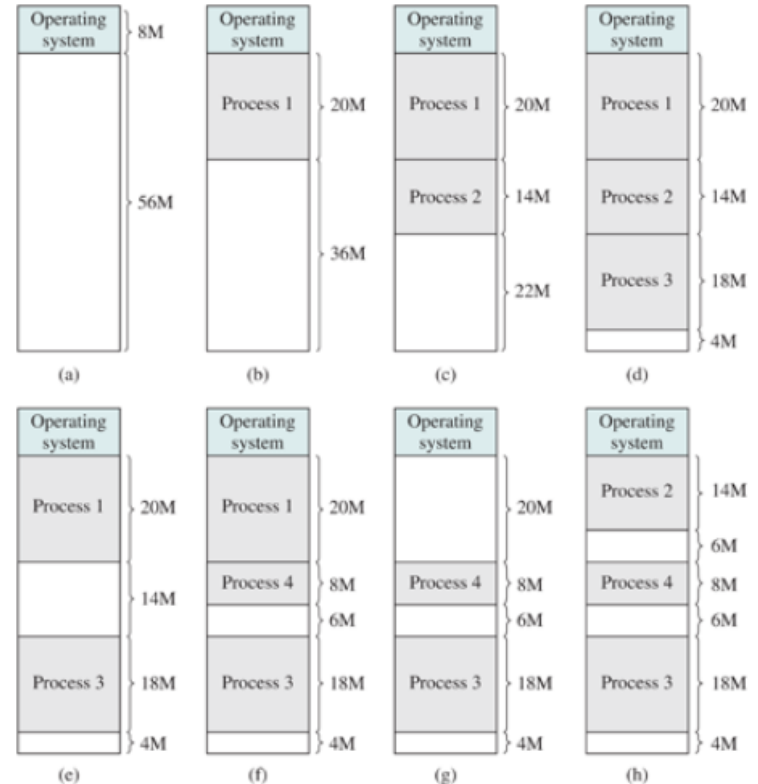 Operating
system
8M
56M
(a)
Operating
system
Process 1
20M
36M
(b)
Operating
system
Process 1
20M
Process 2
14M
22M
(c)
Operating
system
Process 1
20M
Process 2
14M
Process 3
18M
4M
(d)
Operating
system
Process 1
20M
14M
Process 3
18M
4M
(e)
Operating
system
Process 1
20M
Process 4
8M
6M
Process 3
18M
4M
(f)
Operating
system
20M
Process 4
8M
6M
Process 3
18M
4M
(g)
Operating
system
Process 2
14M
6M
Process 4
8M
6M
Process 3
18M
4M
(h)